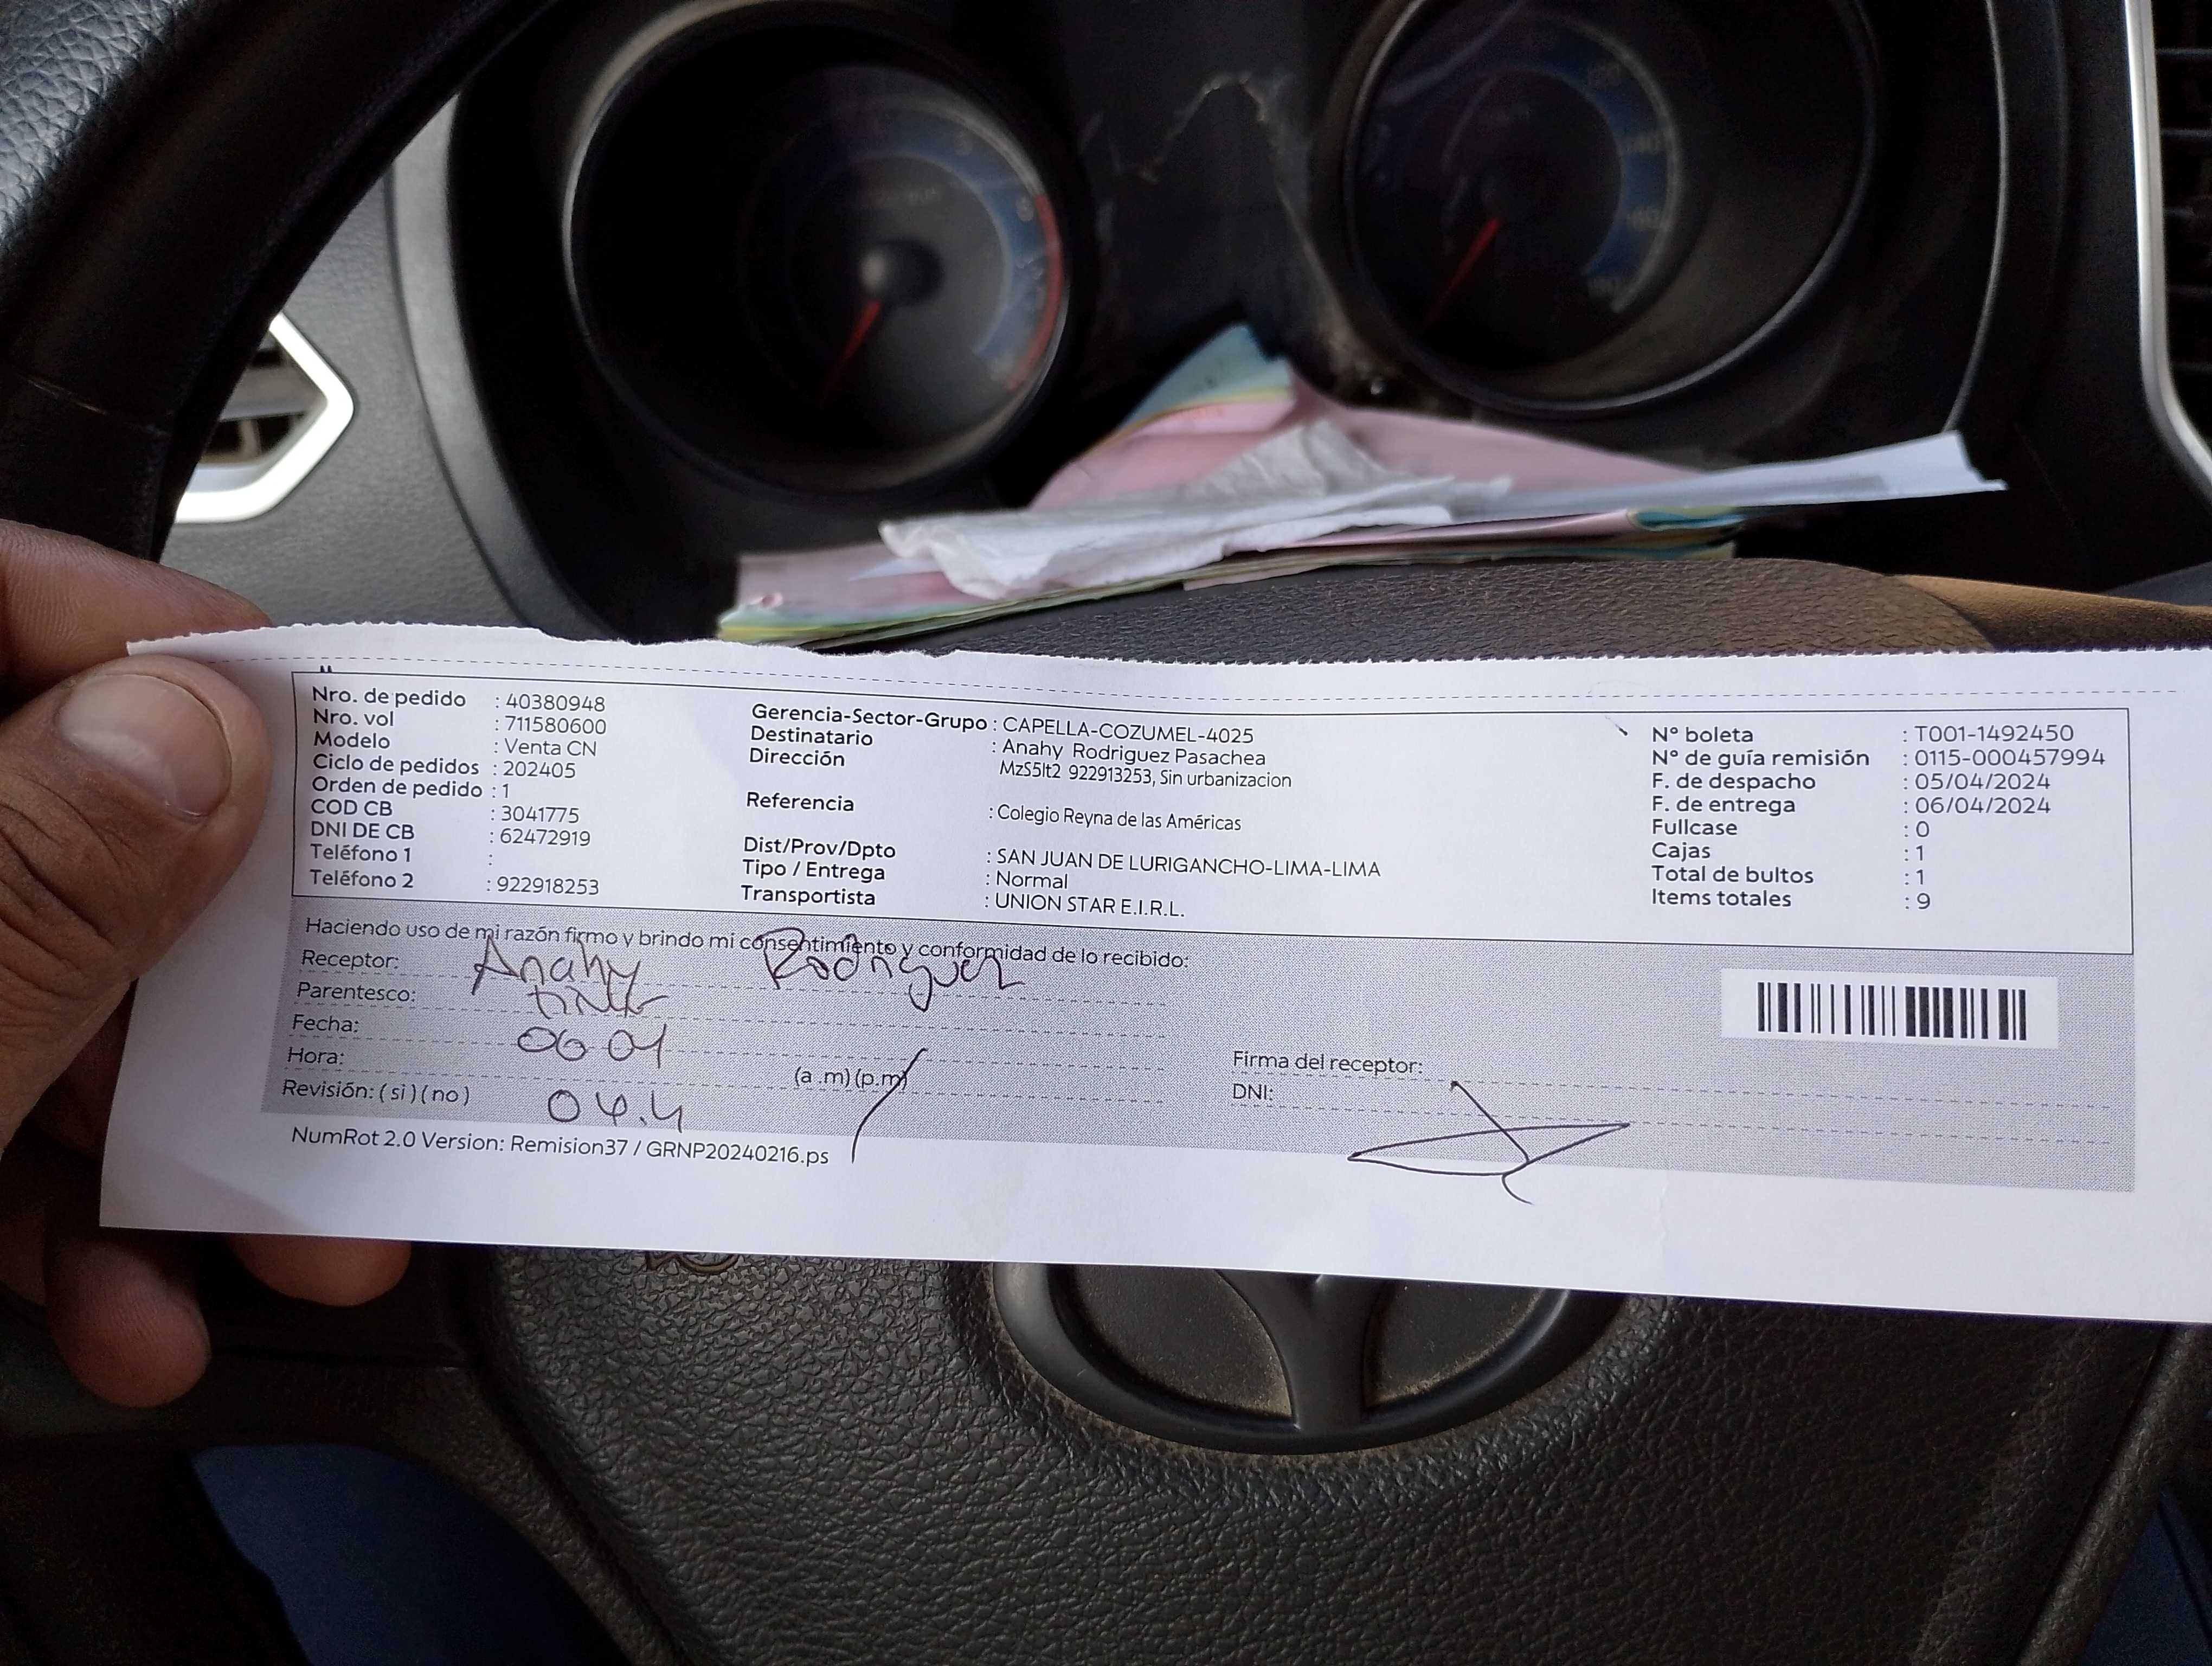 Nro. de pedido : 40380948
Nro. vol : 711580600
Modelo : Venta CN
Ciclo de pedidos : 202405
Orden de pedido : 1
COD CB : 3041775
DNI DE CB : 62472919
Teléfono 1 :
Teléfono 2 : 922918253
Gerencia-Sector-Grupo : CAPELLA-COZUMEL-4025
Destinatario : Anahy Rodriguez Pasachea
Dirección MzS5lt2 922913253, Sin urbanizacion
Referencia : Colegio Reyna de las Américas
Dist/Prov/Dpto : SAN JUAN DE LURIGANCHO-LIMA-LIMA
Tipo / Entrega : Normal
Transportista : UNION STAR E.I.R.L.
N° boleta : T001-1492450
N° de guía remisión : 0115-000457994
F. de despacho : 05/04/2024
F. de entrega : 06/04/2024
Fullcase : 0
Cajas : 1
Total de bultos : 1
Items totales : 9
Haciendo uso de mi razón firmo y brindo mi consentimiento y conformidad de lo recibido:
Receptor: Anahy Rodriguez
Parentesco:
Fecha: 06 04
Hora: (a .m) (p.m)
Revisión: ( si ) ( no )
Firma del receptor:
DNI:
NumRot 2.0 Version: Remision37 / GRNP20240216.ps